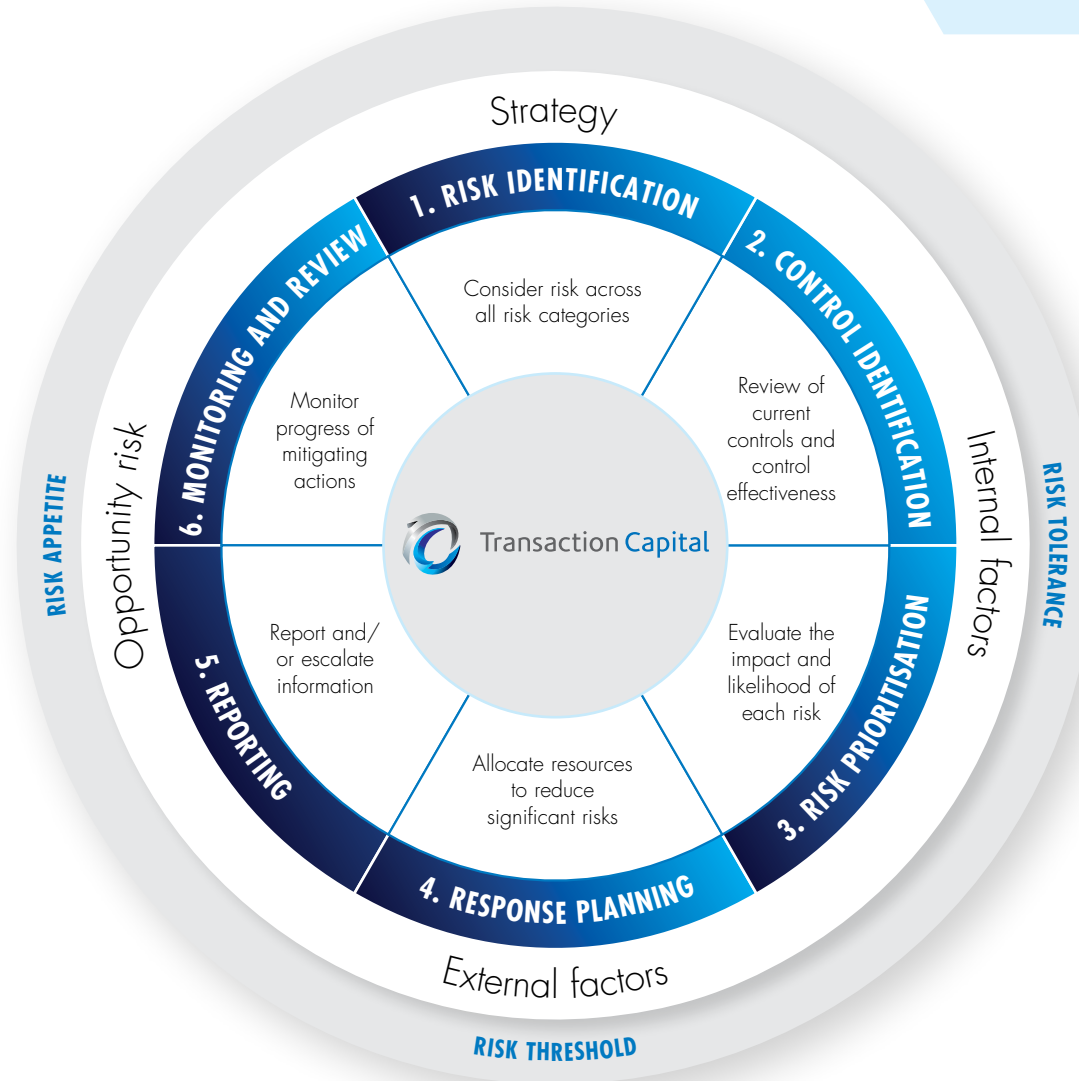 Strategy
1. RISK IDENTIFICATION
Consider risk across
all risk categories
2. CONTROL IDENTIFICATION
Review of
current
controls and
control
effectiveness
Internal factors
RISK TOLERANCE
3. RISK PRIORITISATION
Evaluate the
impact and
likelihood of
each risk
4. RESPONSE PLANNING
Allocate resources
to reduce
significant risks
External factors
RISK THRESHOLD
5. REPORTING
Report and/
or escalate
information
6. MONITORING AND REVIEW
Monitor
progress of
mitigating
actions
Opportunity risk
RISK APPETITE
Transaction Capital